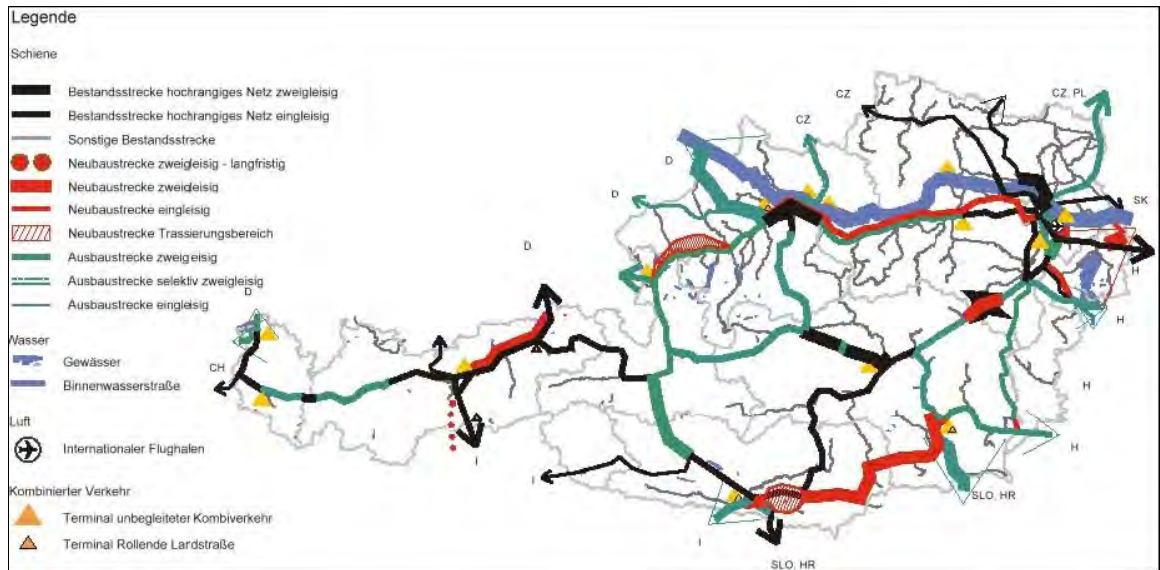 Legende
Schiene
Bestandsstrecke hochrangiges Netz zweigleisig
Bestandsstrecke hochrangiges Netz eingleisig
Sonstige Bestandsstrecke
Neubaustrecke zweigleisig - langfristig
Neubaustrecke zweigleisig
Neubaustrecke eingleisig
Neubaustrecke Trassierungsbereich
Ausbaustrecke zweigleisig
Ausbaustrecke selektiv zweigleisig
Ausbaustrecke eingleisig
Wasser
Gewässer
Binnenwasserstraße
Luft
Internationaler Flughafen
Kombinierter Verkehr
Terminal unbegleiteter Kombiverkehr
Terminal Rollende Landstraße
CZ
CZ, PL
CZ
D
D
SK
D
H
D
H
CH
H
H
I
I
SLO, HR
I
SLO, HR